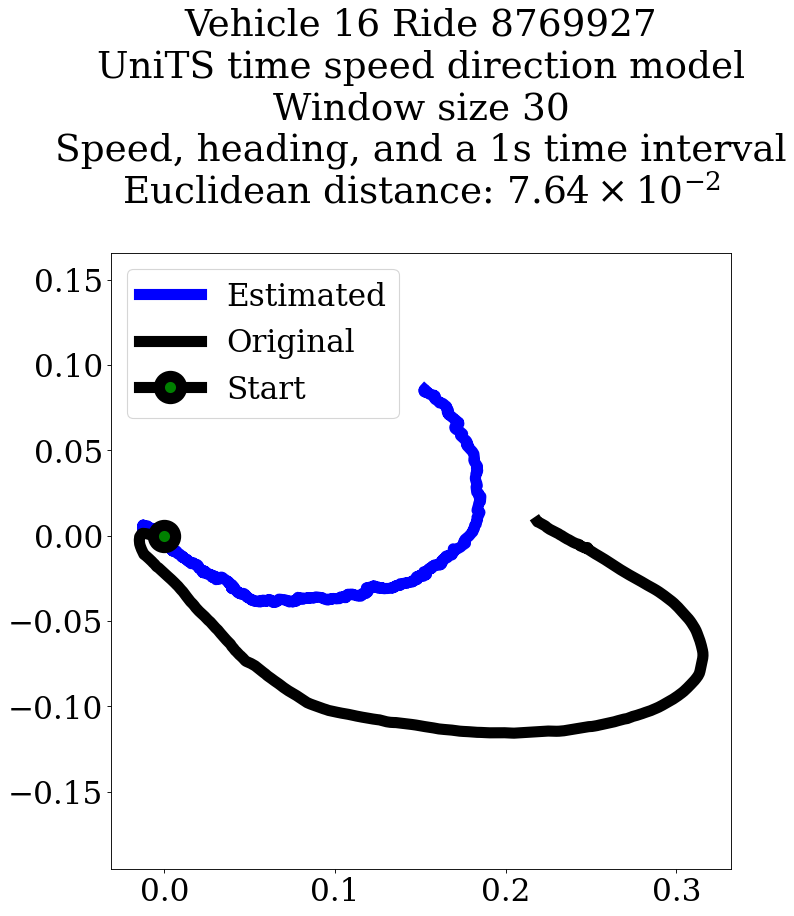 Vehicle 16 Ride 8769927
UniTS time speed direction model
Window size 30
Speed, heading, and a 1s time interval
Euclidean distance: 7.64 × 10⁻²
Estimated
Original
Start
0.15
0.10
0.05
0.00
−0.05
−0.10
−0.15
0.0 0.1 0.2 0.3